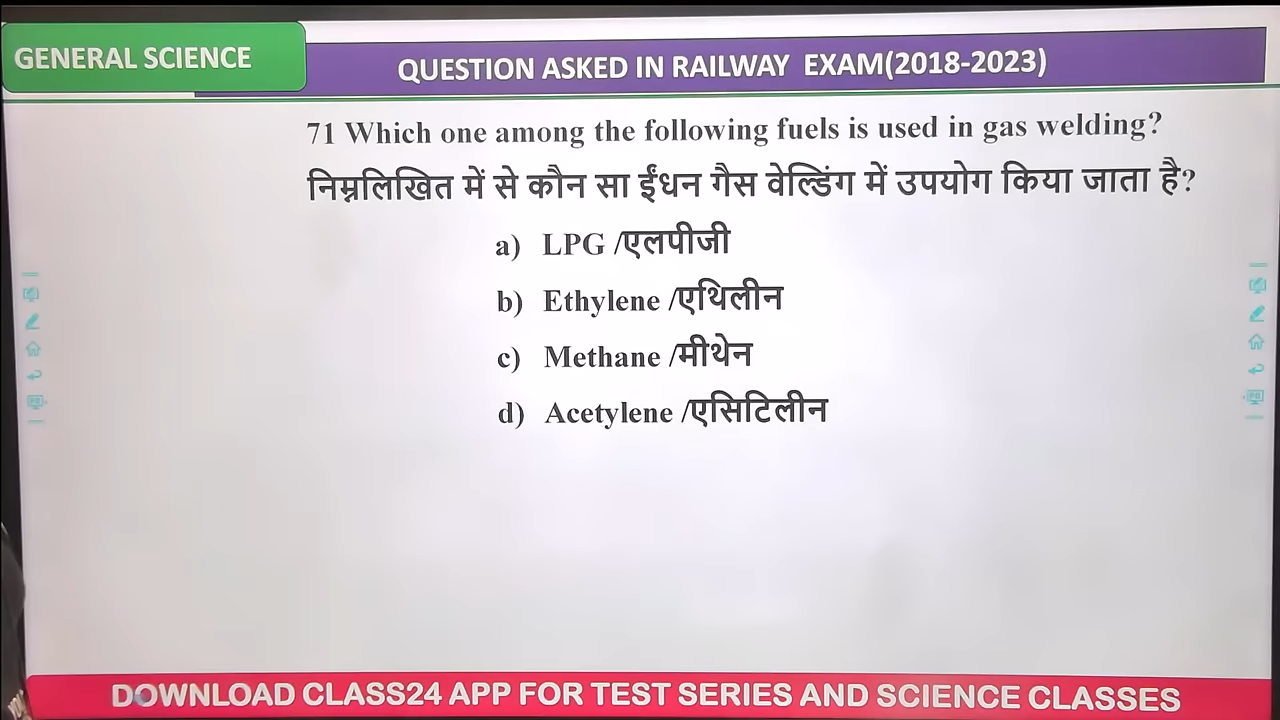 GENERAL SCIENCE
QUESTION ASKED IN RAILWAY EXAM(2018-2023)
71 Which one among the following fuels is used in gas welding?
निम्नलिखित में से कौन सा ईंधन गैस वेल्डिंग में उपयोग किया जाता है?
a) LPG /एलपीजी
b) Ethylene /एथिलीन
c) Methane /मीथेन
d) Acetylene /एसिटिलीन
DOWNLOAD CLASS24 APP FOR TEST SERIES AND SCIENCE CLASSES